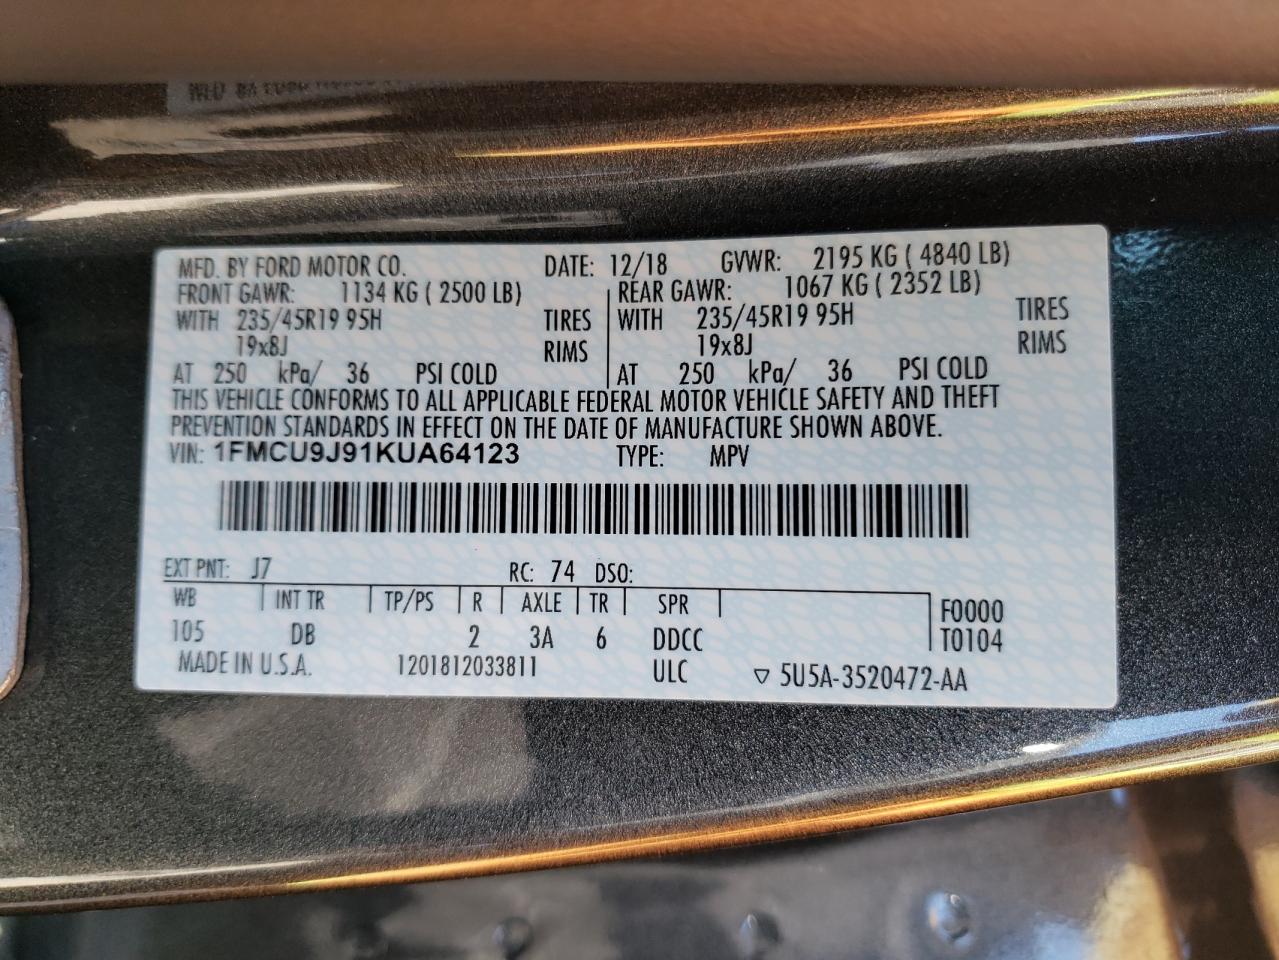 MFD. BY FORD MOTOR CO. DATE: 12/18 GVWR: 2195 KG ( 4840 LB)
FRONT GAWR: 1134 KG ( 2500 LB) REAR GAWR: 1067 KG ( 2352 LB)
WITH 235/45R19 95H TIRES WITH 235/45R19 95H TIRES
19x8J RIMS 19x8J RIMS
AT 250 kPa/ 36 PSI COLD AT 250 kPa/ 36 PSI COLD
THIS VEHICLE CONFORMS TO ALL APPLICABLE FEDERAL MOTOR VEHICLE SAFETY AND THEFT
PREVENTION STANDARDS IN EFFECT ON THE DATE OF MANUFACTURE SHOWN ABOVE.
VIN: 1FMCU9J91KUA64123 TYPE: MPV
EXT PNT: J7 RC: 74 DSO:
WB INT TR TP/PS R AXLE TR SPR F0000
105 DB 2 3A 6 DDCC T0104
MADE IN U.S.A. 1201812033811 ULC ▽ 5U5A-3520472-AA